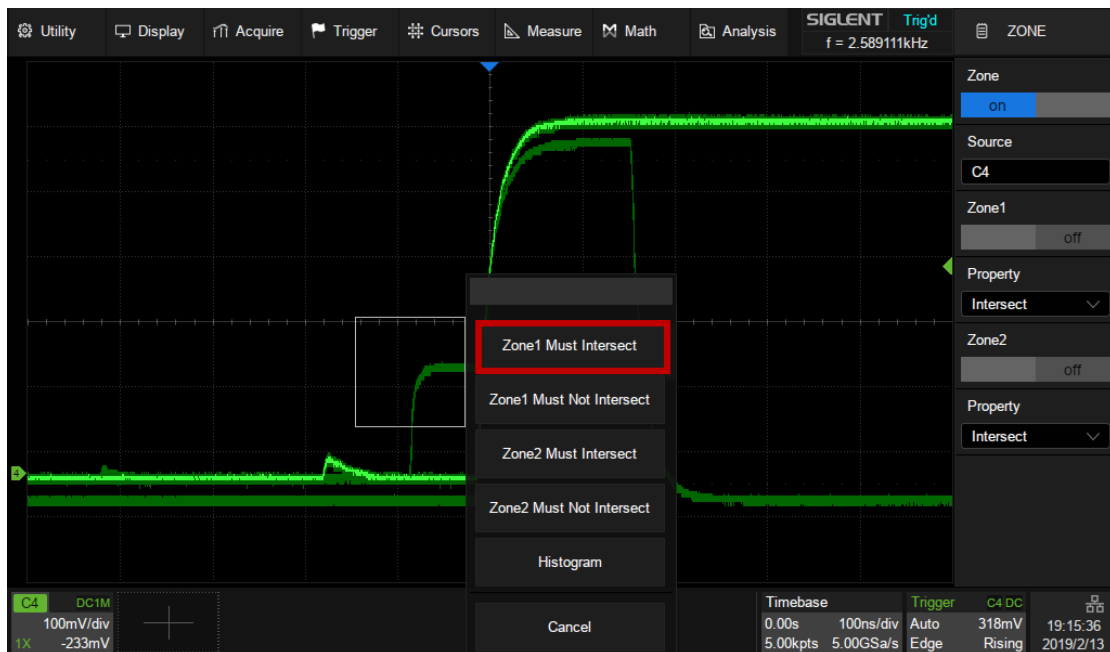 Utility Display Acquire Trigger Cursors Measure Math Analysis
SIGLENT Trig'd
f = 2.589111kHz
ZONE
Zone
on
Source
C4
Zone1
off
Property
Intersect
Zone2
off
Property
Intersect
Zone1 Must Intersect
Zone1 Must Not Intersect
Zone2 Must Intersect
Zone2 Must Not Intersect
Histogram
Cancel
4
C4 DC1M
100mV/div
1X -233mV
Timebase
0.00s 100ns/div
5.00kpts 5.00GSa/s
Trigger C4 DC
Auto 318mV
Edge Rising
19:15:36
2019/2/13